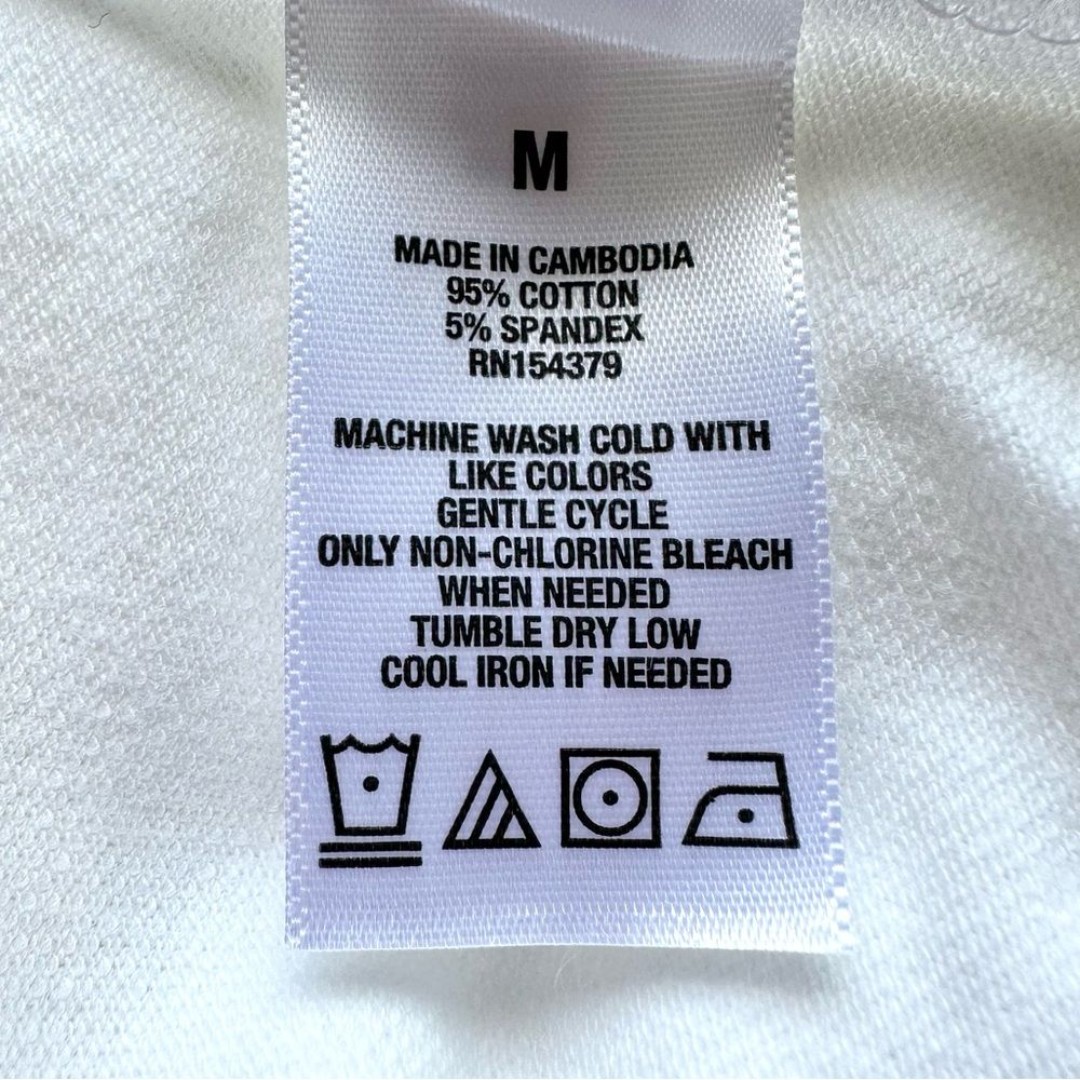 M
MADE IN CAMBODIA
95% COTTON
5% SPANDEX
RN154379
MACHINE WASH COLD WITH
LIKE COLORS
GENTLE CYCLE
ONLY NON-CHLORINE BLEACH
WHEN NEEDED
TUMBLE DRY LOW
COOL IRON IF NEEDED